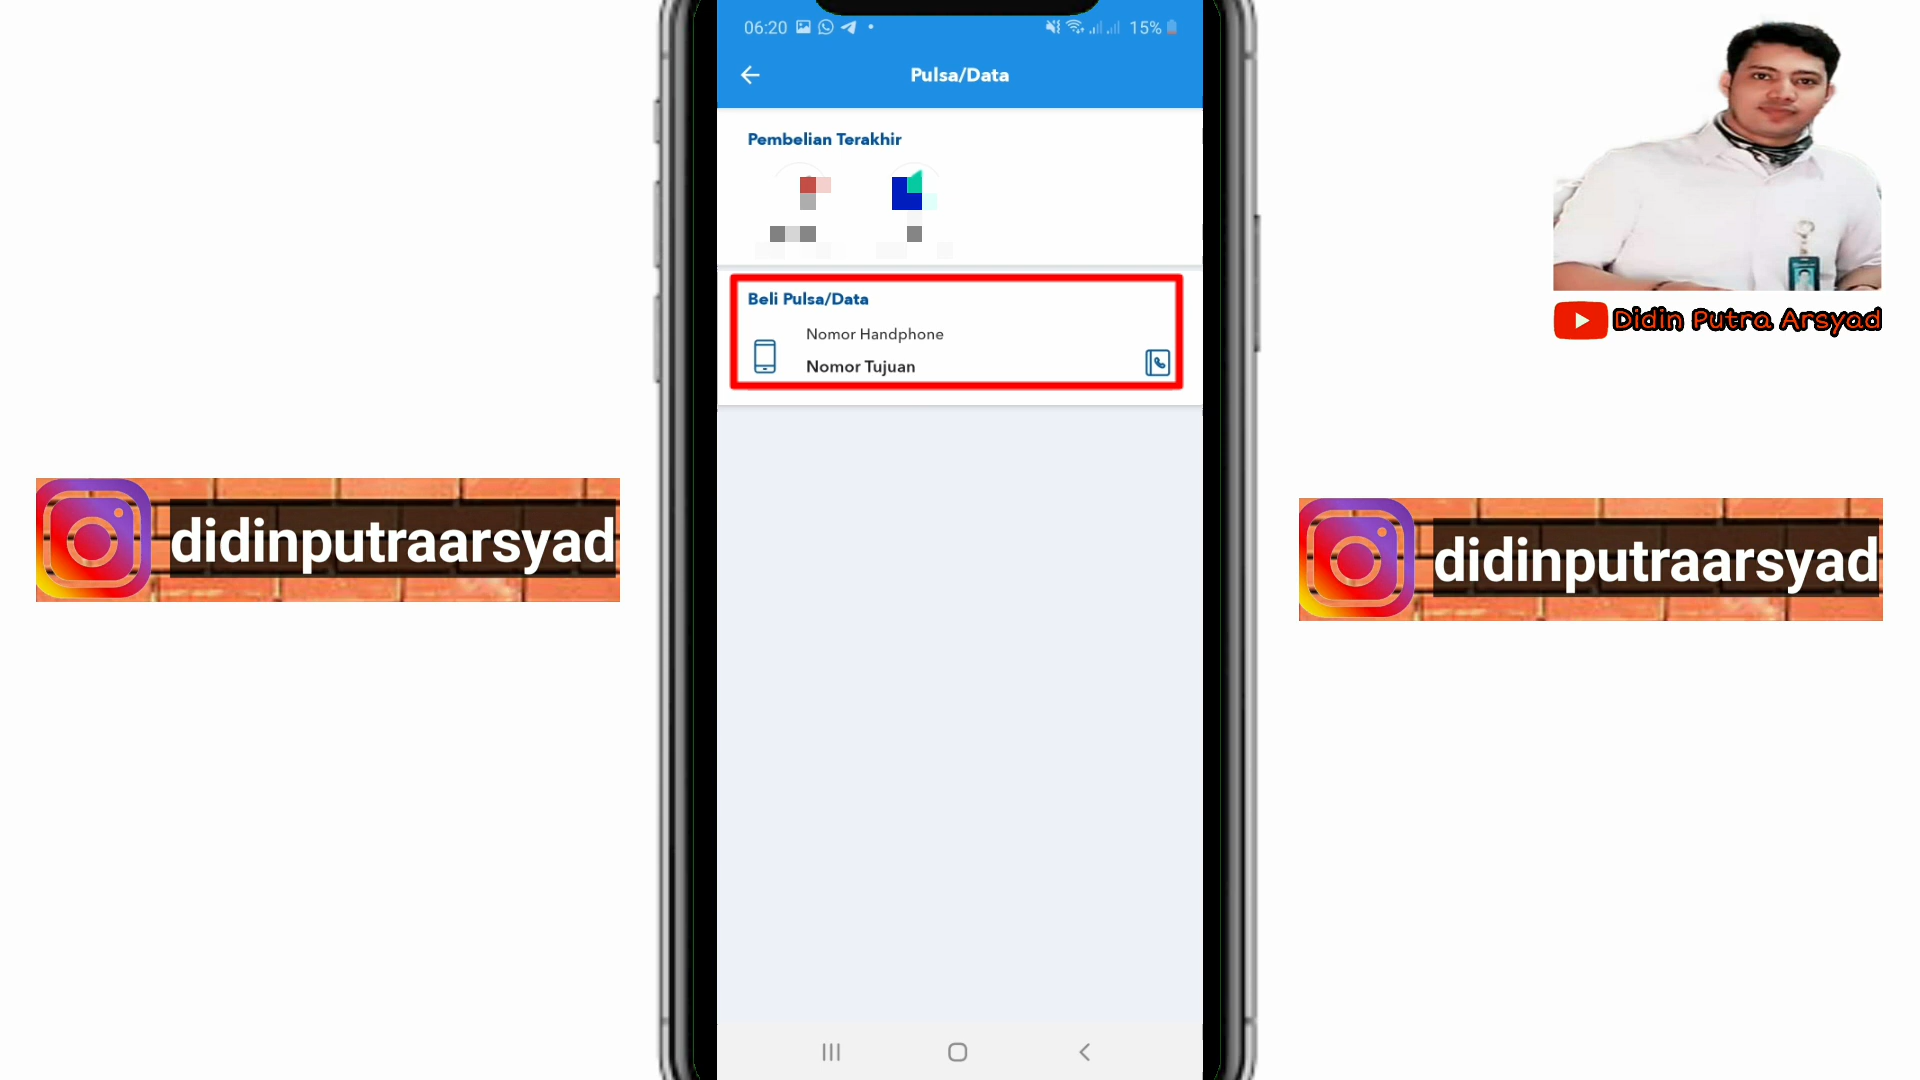 06:20
15%
Pulsa/Data
Pembelian Terakhir
Beli Pulsa/Data
Nomor Handphone
Nomor Tujuan
Didin Putra Arsyad
didinputraarsyad
didinputraarsyad